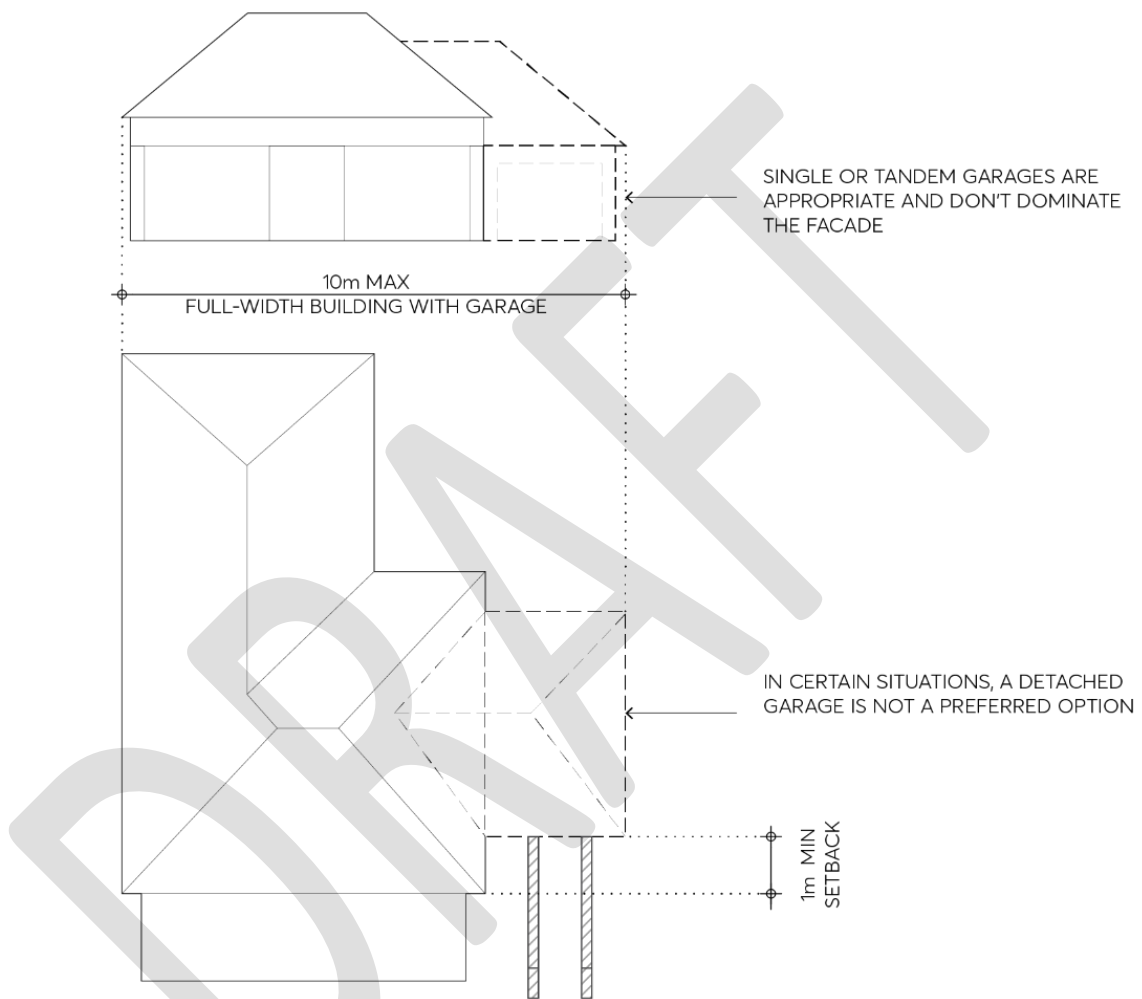 SINGLE OR TANDEM GARAGES ARE
APPROPRIATE AND DON'T DOMINATE
THE FACADE
10m MAX
FULL-WIDTH BUILDING WITH GARAGE
IN CERTAIN SITUATIONS, A DETACHED
GARAGE IS NOT A PREFERRED OPTION
1m MIN
SETBACK
DRAFT